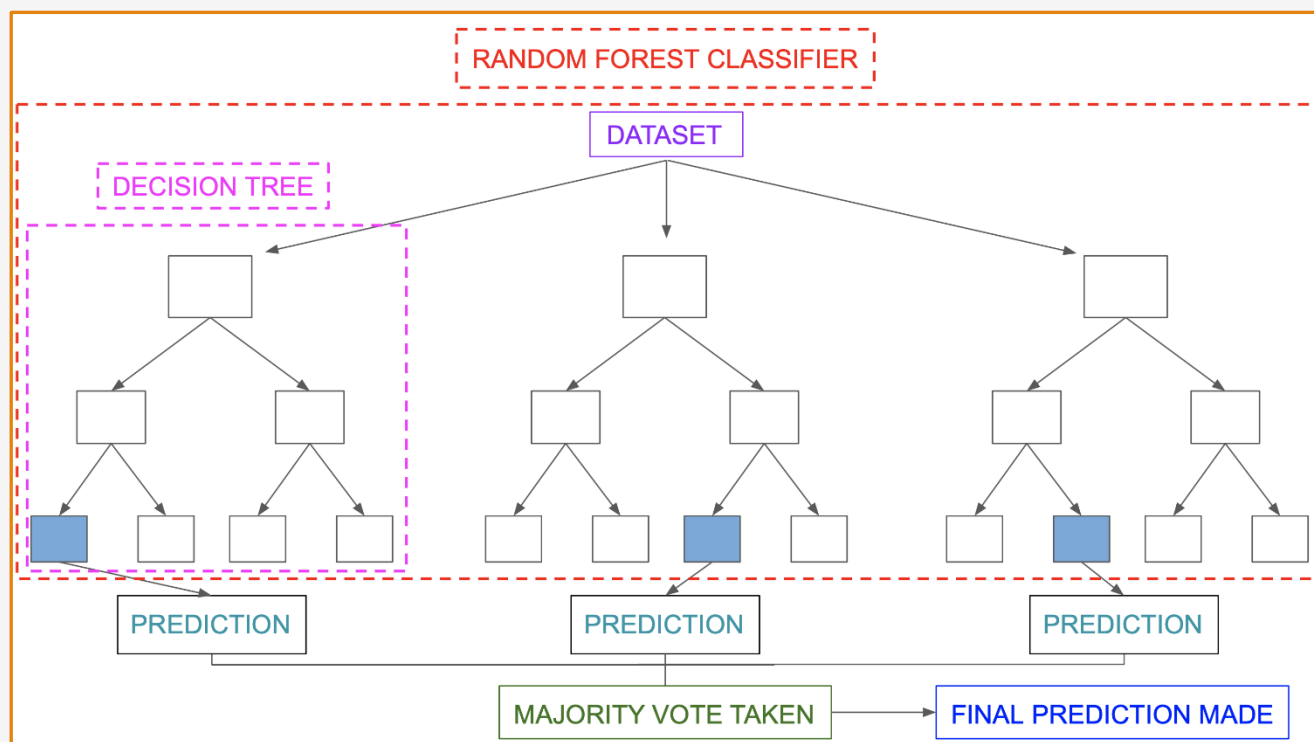 RANDOM FOREST CLASSIFIER
DATASET
DECISION TREE
PREDICTION
PREDICTION
PREDICTION
MAJORITY VOTE TAKEN
FINAL PREDICTION MADE